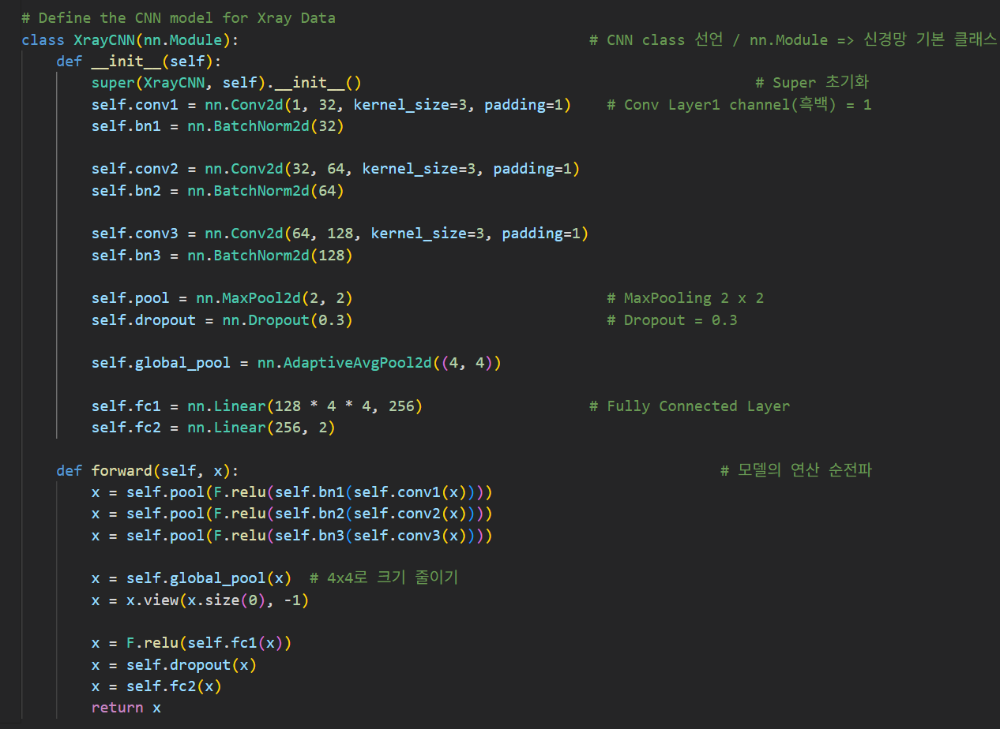 # Define the CNN model for Xray Data
class XrayCNN(nn.Module): # CNN class 선언 / nn.Module => 신경망 기본 클래스
def __init__(self):
super(XrayCNN, self).__init__() # Super 초기화
self.conv1 = nn.Conv2d(1, 32, kernel_size=3, padding=1) # Conv Layer1 channel(흑백) = 1
self.bn1 = nn.BatchNorm2d(32)
self.conv2 = nn.Conv2d(32, 64, kernel_size=3, padding=1)
self.bn2 = nn.BatchNorm2d(64)
self.conv3 = nn.Conv2d(64, 128, kernel_size=3, padding=1)
self.bn3 = nn.BatchNorm2d(128)
self.pool = nn.MaxPool2d(2, 2) # MaxPooling 2 x 2
self.dropout = nn.Dropout(0.3) # Dropout = 0.3
self.global_pool = nn.AdaptiveAvgPool2d((4, 4))
self.fc1 = nn.Linear(128 * 4 * 4, 256) # Fully Connected Layer
self.fc2 = nn.Linear(256, 2)
def forward(self, x): # 모델의 연산 순전파
x = self.pool(F.relu(self.bn1(self.conv1(x))))
x = self.pool(F.relu(self.bn2(self.conv2(x))))
x = self.pool(F.relu(self.bn3(self.conv3(x))))
x = self.global_pool(x) # 4x4로 크기 줄이기
x = x.view(x.size(0), -1)
x = F.relu(self.fc1(x))
x = self.dropout(x)
x = self.fc2(x)
return x